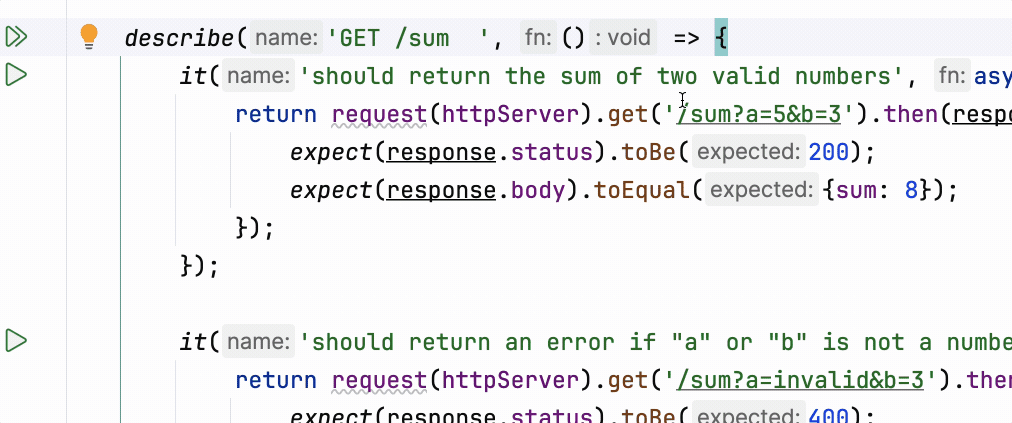 describe( name: 'GET /sum  ', fn: () : void => {
it( name: 'should return the sum of two valid numbers', fn: asy
return request(httpServer).get('/sum?a=5&b=3').then(respo
expect(response.status).toBe( expected: 200);
expect(response.body).toEqual( expected: {sum: 8});
});
});
it( name: 'should return an error if "a" or "b" is not a numbe
return request(httpServer).get('/sum?a=invalid&b=3').then
expect(response.status).toBe( expected: 400);